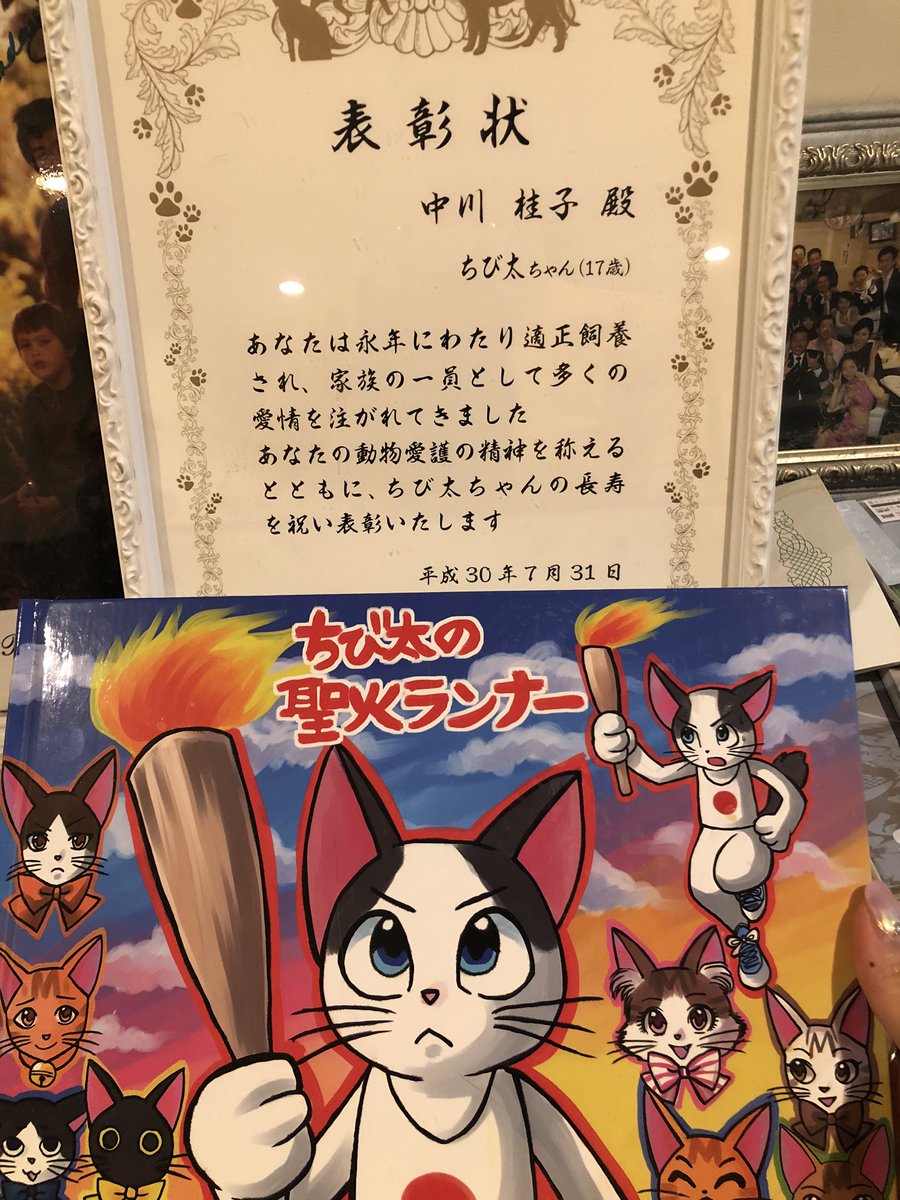 表彰状
中川 桂子 殿
ちび太ちゃん(17歳)
あなたは永年にわたり適正飼養
され、家族の一員として多くの
愛情を注がれてきました
あなたの動物愛護の精神を称える
とともに、ちび太ちゃんの長寿
を祝い表彰いたします
平成30年7月31日
ちび太の
聖火ランナー